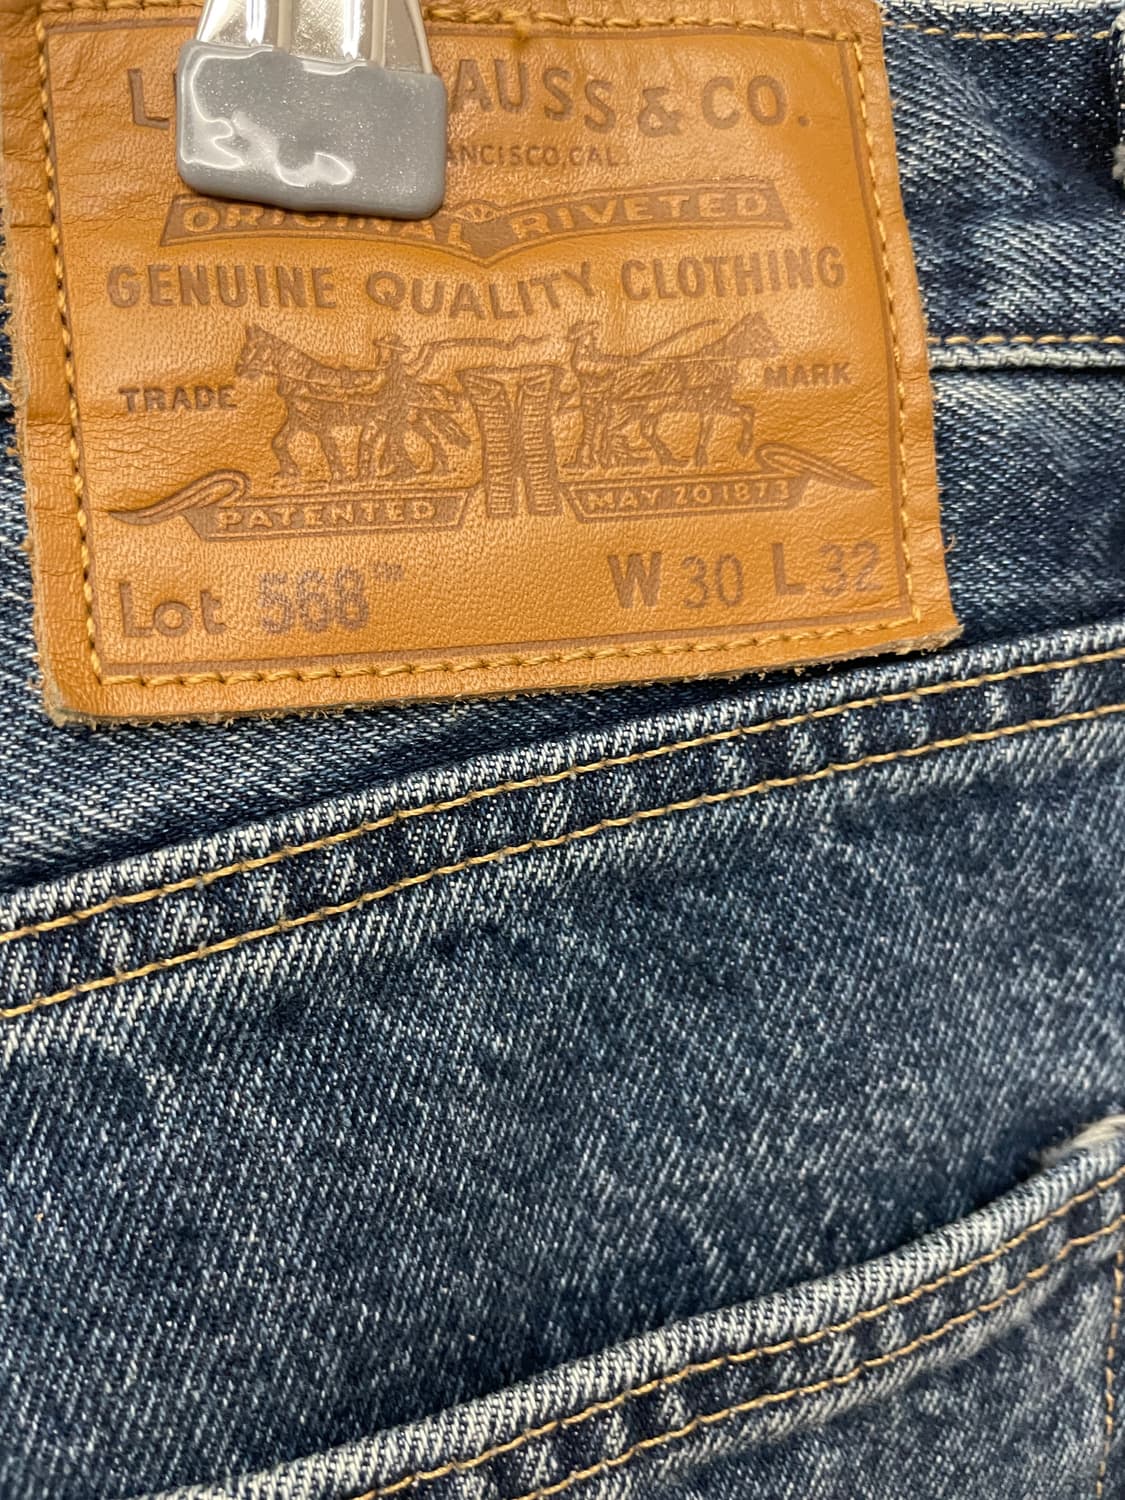 L AUSS & CO.
ANCISCO.CAL.
ORIGINAL RIVETED
GENUINE QUALITY CLOTHING
TRADE MARK
PATENTED MAY 20 1873
Lot 568™ W 30 L 32